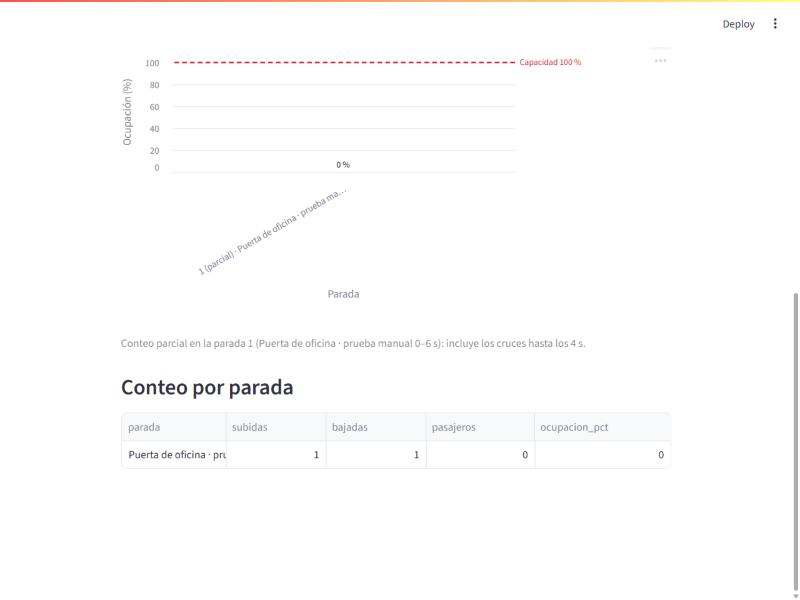 Deploy
100
Capacidad 100 %
80
60
40
20
0
Ocupación (%)
0 %
1 (parcial) · Puerta de oficina · prueba ma…
Parada
Conteo parcial en la parada 1 (Puerta de oficina · prueba manual 0–6 s): incluye los cruces hasta los 4 s.
Conteo por parada
parada subidas bajadas pasajeros ocupacion_pct
Puerta de oficina · pru 1 1 0 0